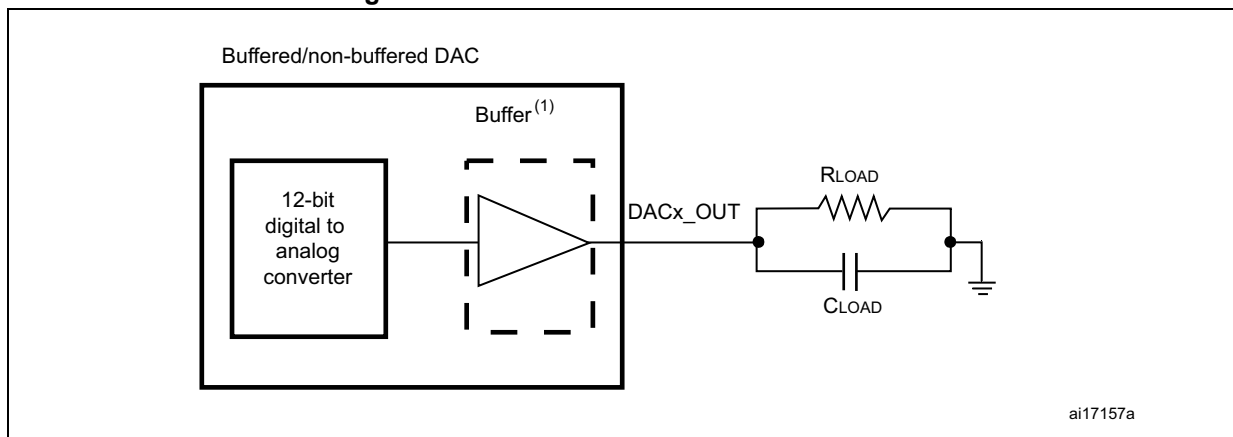 Buffered/non-buffered DAC
Buffer(1)
12-bit
digital to
analog
converter
DACx_OUT
RLOAD
CLOAD
ai17157a